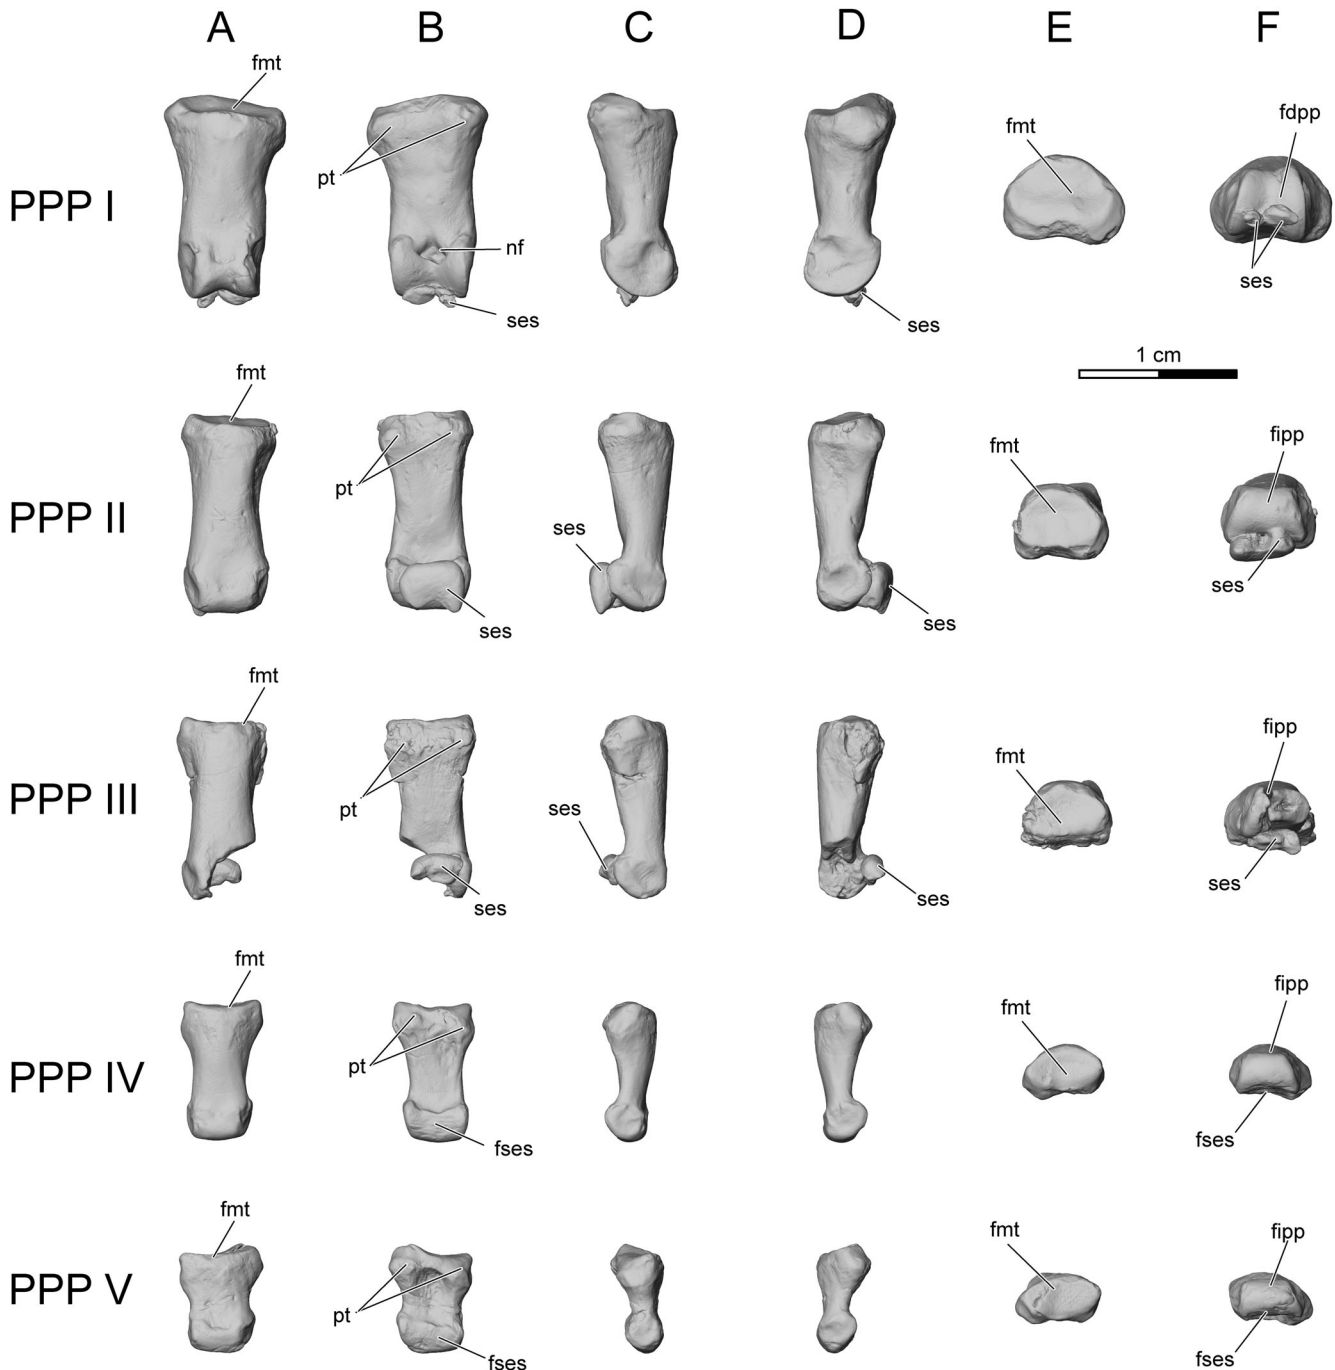 A B C D E F
fmt
fmt
fdpp
PPP I
pt
nf
ses
ses
ses
1 cm
fmt
fmt
fipp
PPP II
pt
ses
ses
ses
ses
fmt
fmt
fipp
PPP III
pt
ses
ses
ses
ses
fmt
fmt
fipp
PPP IV
pt
fses
fses
fmt
fmt
fipp
PPP V
pt
fses
fses